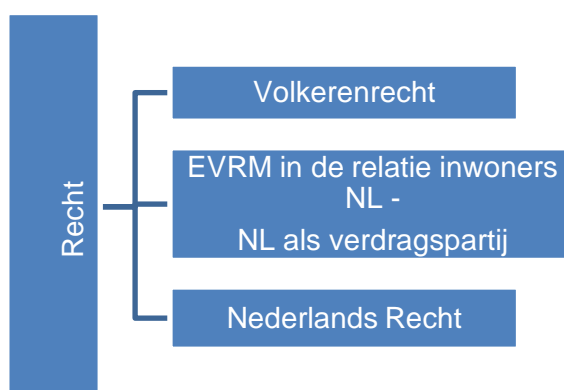 Recht
Volkerenrecht
EVRM in de relatie inwoners
NL -
NL als verdragspartij
Nederlands Recht